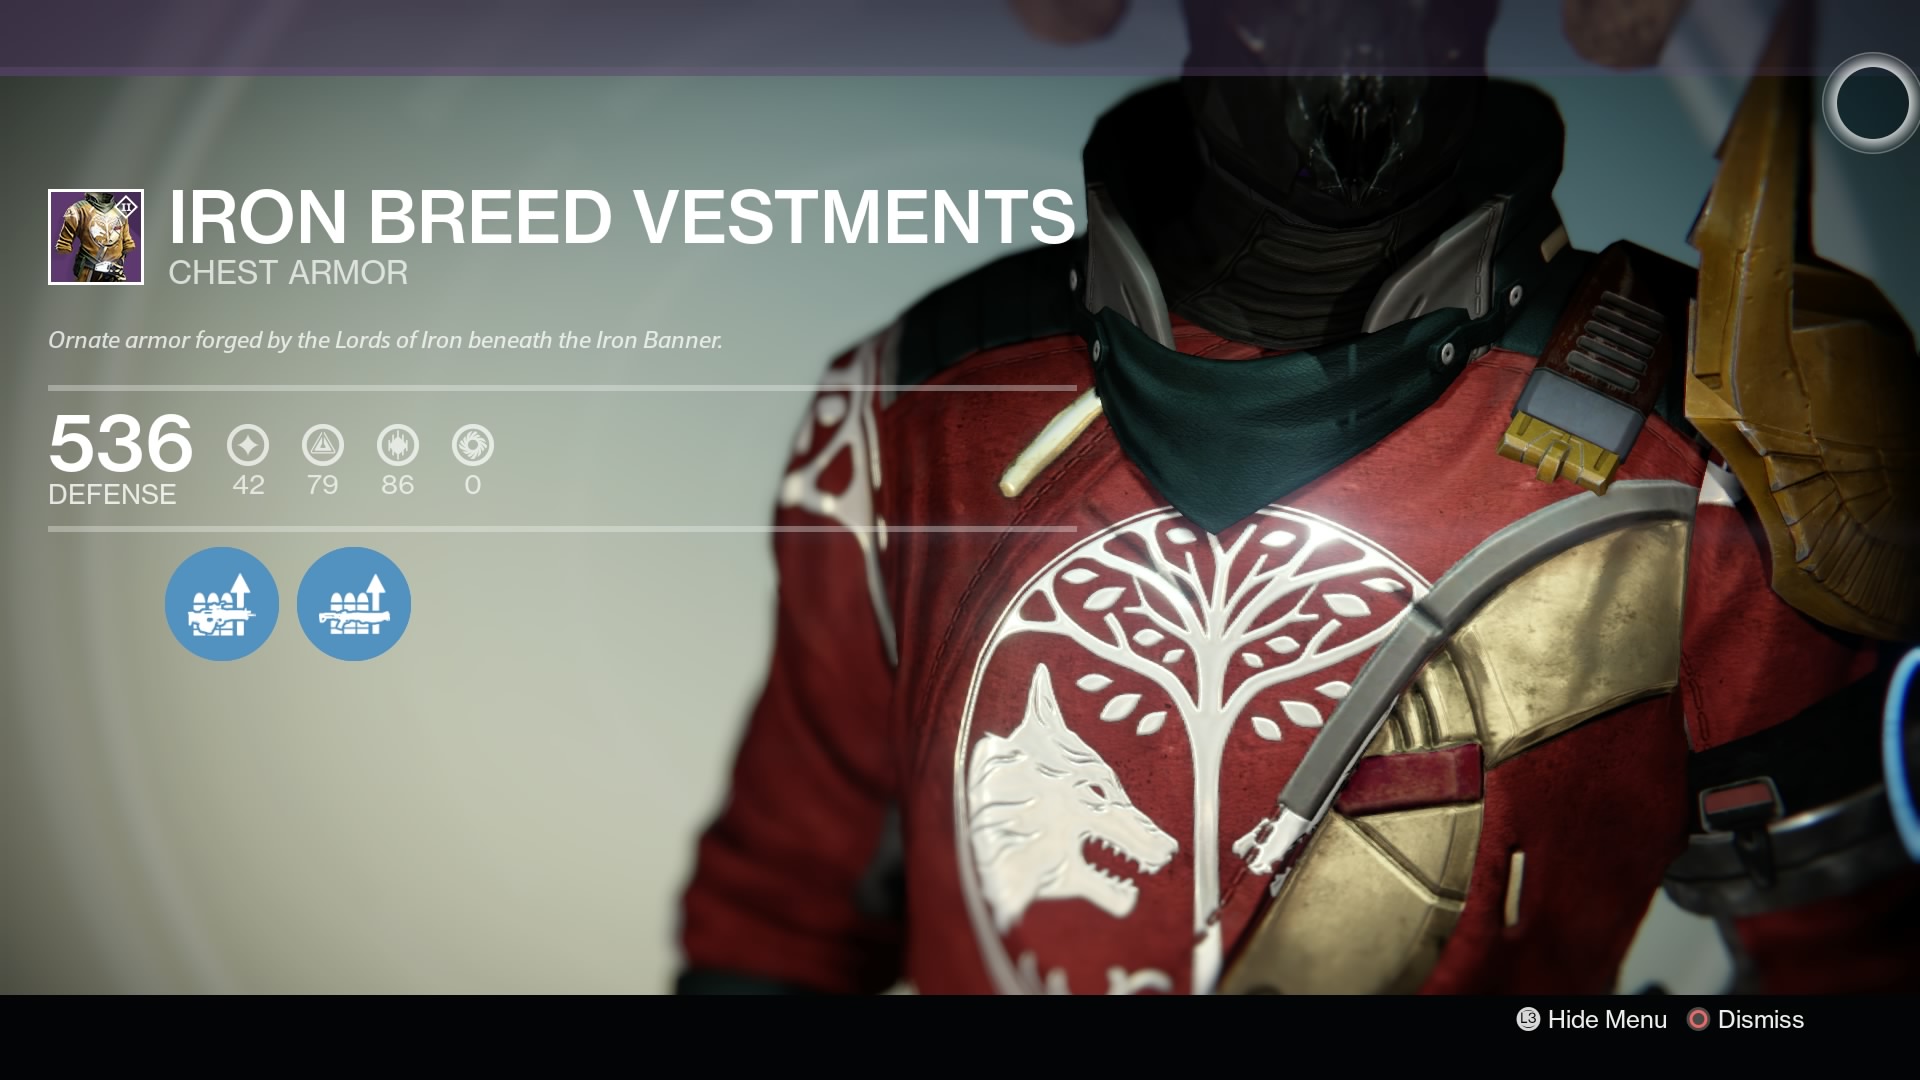 IRON BREED VESTMENTS
CHEST ARMOR
Ornate armor forged by the Lords of Iron beneath the Iron Banner.
536
DEFENSE
42 79 86 0
L3 Hide Menu Dismiss